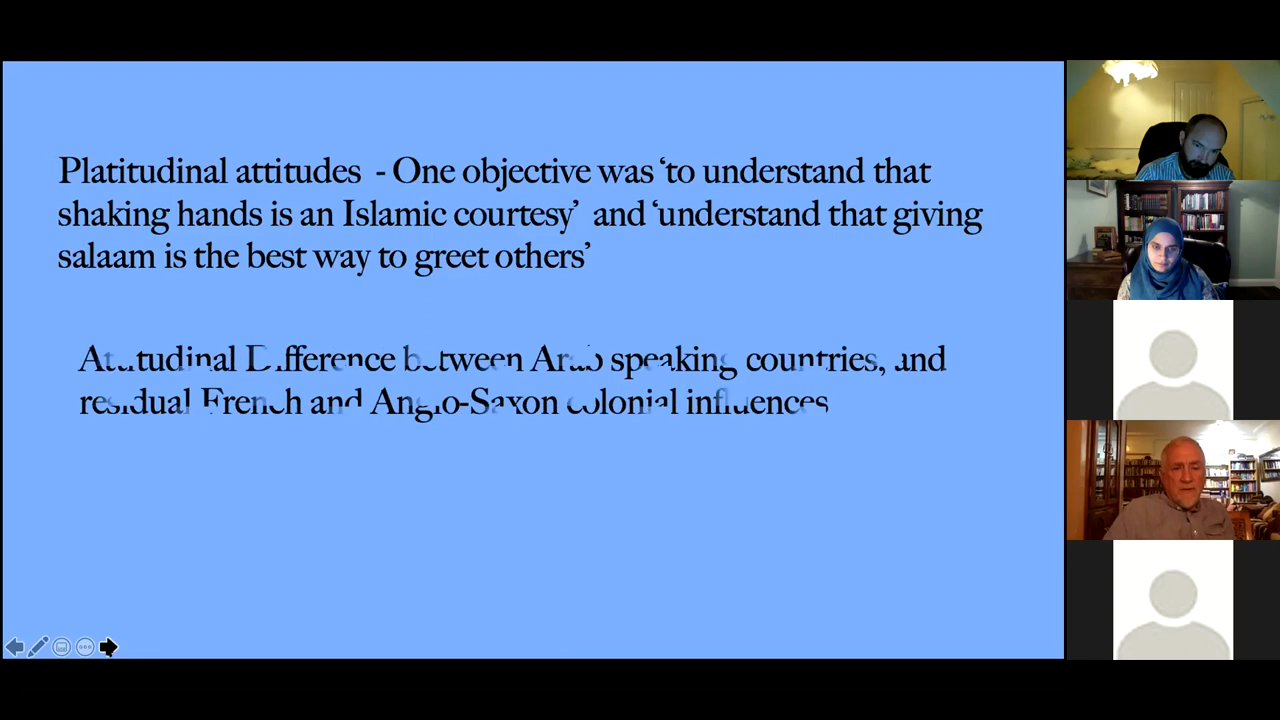 Platitudinal attitudes - One objective was ‘to understand that
shaking hands is an Islamic courtesy’ and ‘understand that giving
salaam is the best way to greet others’
Attitudinal Difference between Arab speaking countries, and
residual French and Anglo-Saxon colonial influences